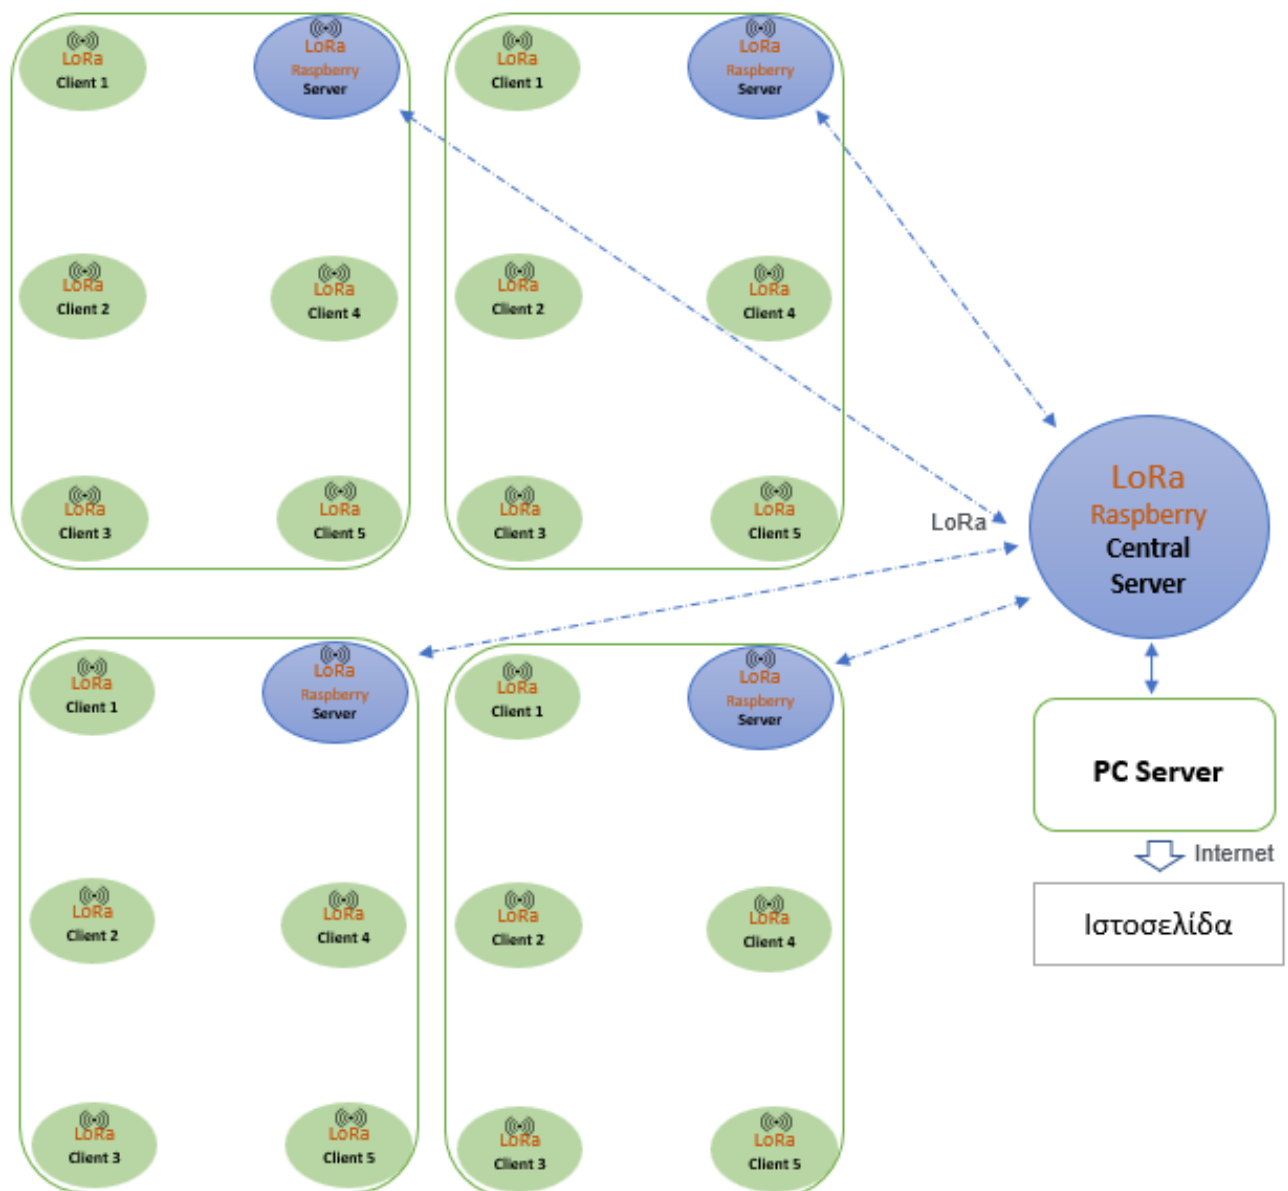 LoRa
Client 1
LoRa
Raspberry
Server
LoRa
Client 2
LoRa
Client 4
LoRa
Client 3
LoRa
Client 5
LoRa
Client 1
LoRa
Raspberry
Server
LoRa
Client 2
LoRa
Client 4
LoRa
Client 3
LoRa
Client 5
LoRa
LoRa
Raspberry
Central
Server
LoRa
Client 1
LoRa
Raspberry
Server
LoRa
Client 2
LoRa
Client 4
LoRa
Client 3
LoRa
Client 5
LoRa
Client 1
LoRa
Raspberry
Server
LoRa
Client 2
LoRa
Client 4
LoRa
Client 3
LoRa
Client 5
PC Server
Internet
Ιστοσελίδα